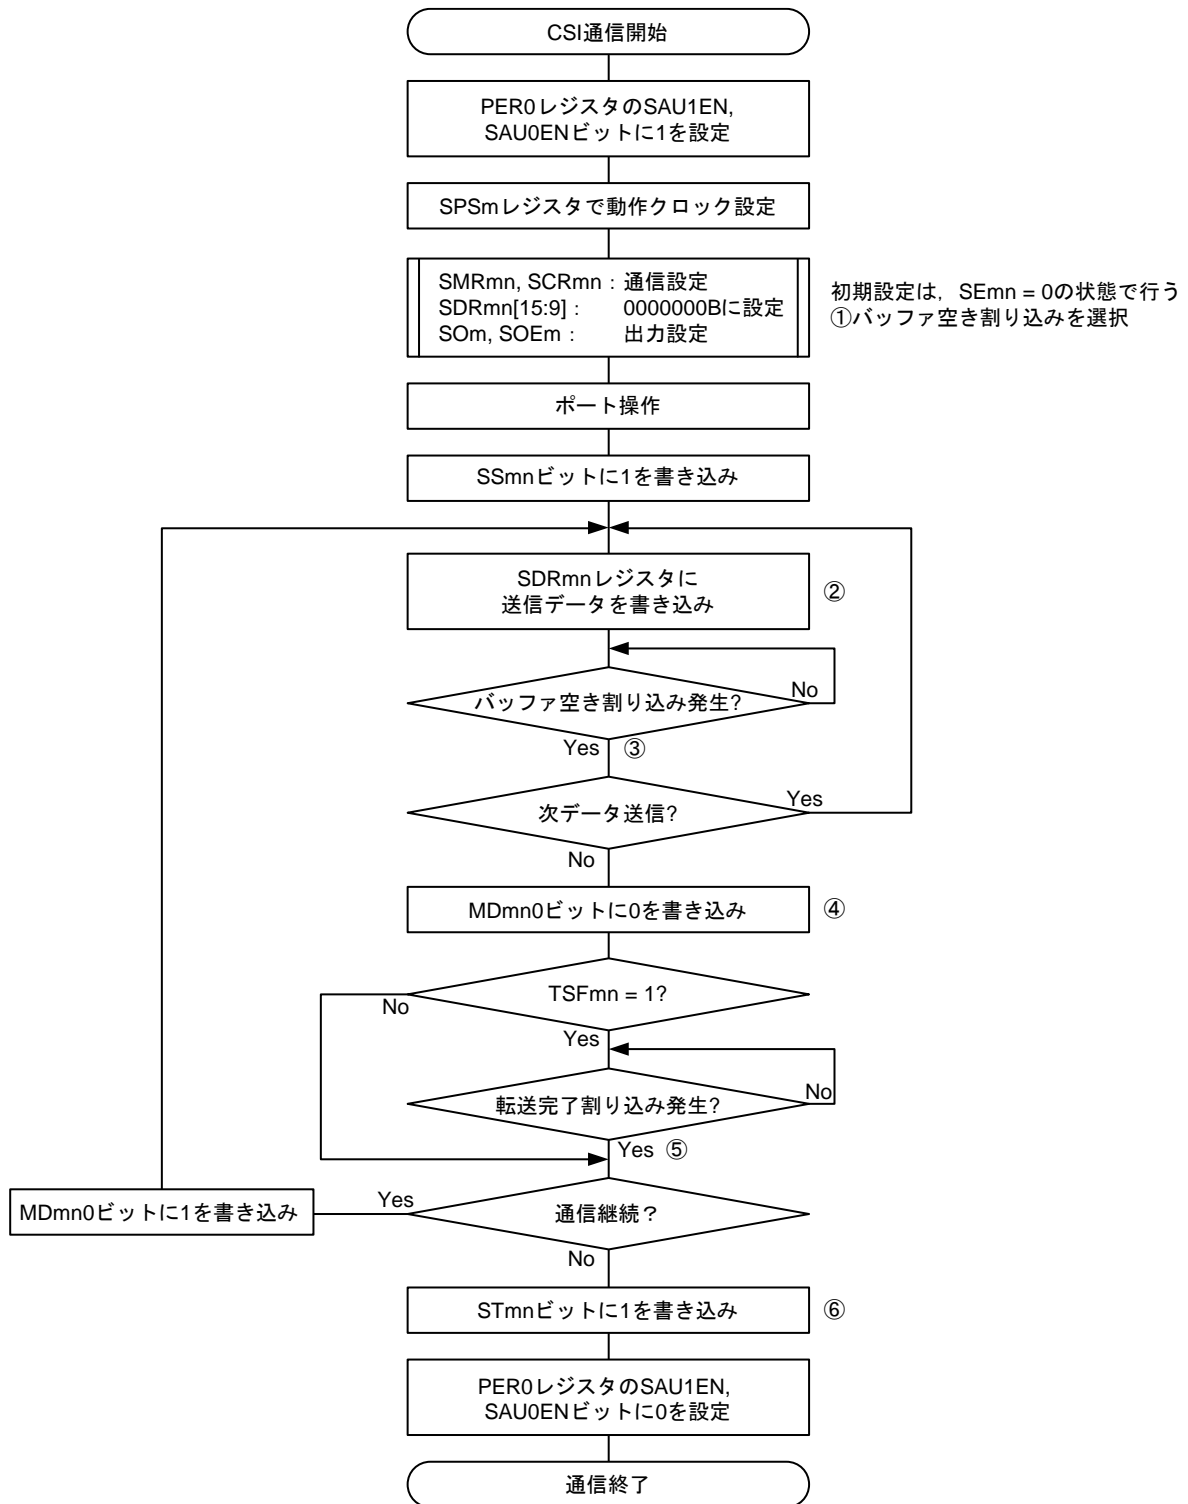 CSI通信開始
PER0レジスタのSAU1EN,
SAU0ENビットに1を設定
SPSmレジスタで動作クロック設定
SMRmn, SCRmn：通信設定
SDRmn[15:9]： 0000000Bに設定
SOm, SOEm： 出力設定
初期設定は，SEmn = 0の状態で行う
①バッファ空き割り込みを選択
ポート操作
SSmnビットに1を書き込み
SDRmnレジスタに
送信データを書き込み
②
バッファ空き割り込み発生?
No
Yes ③
次データ送信?
Yes
No
MDmn0ビットに0を書き込み ④
TSFmn = 1?
No
Yes
転送完了割り込み発生?
No
Yes ⑤
通信継続？
Yes
MDmn0ビットに1を書き込み
No
STmnビットに1を書き込み ⑥
PER0レジスタのSAU1EN,
SAU0ENビットに0を設定
通信終了